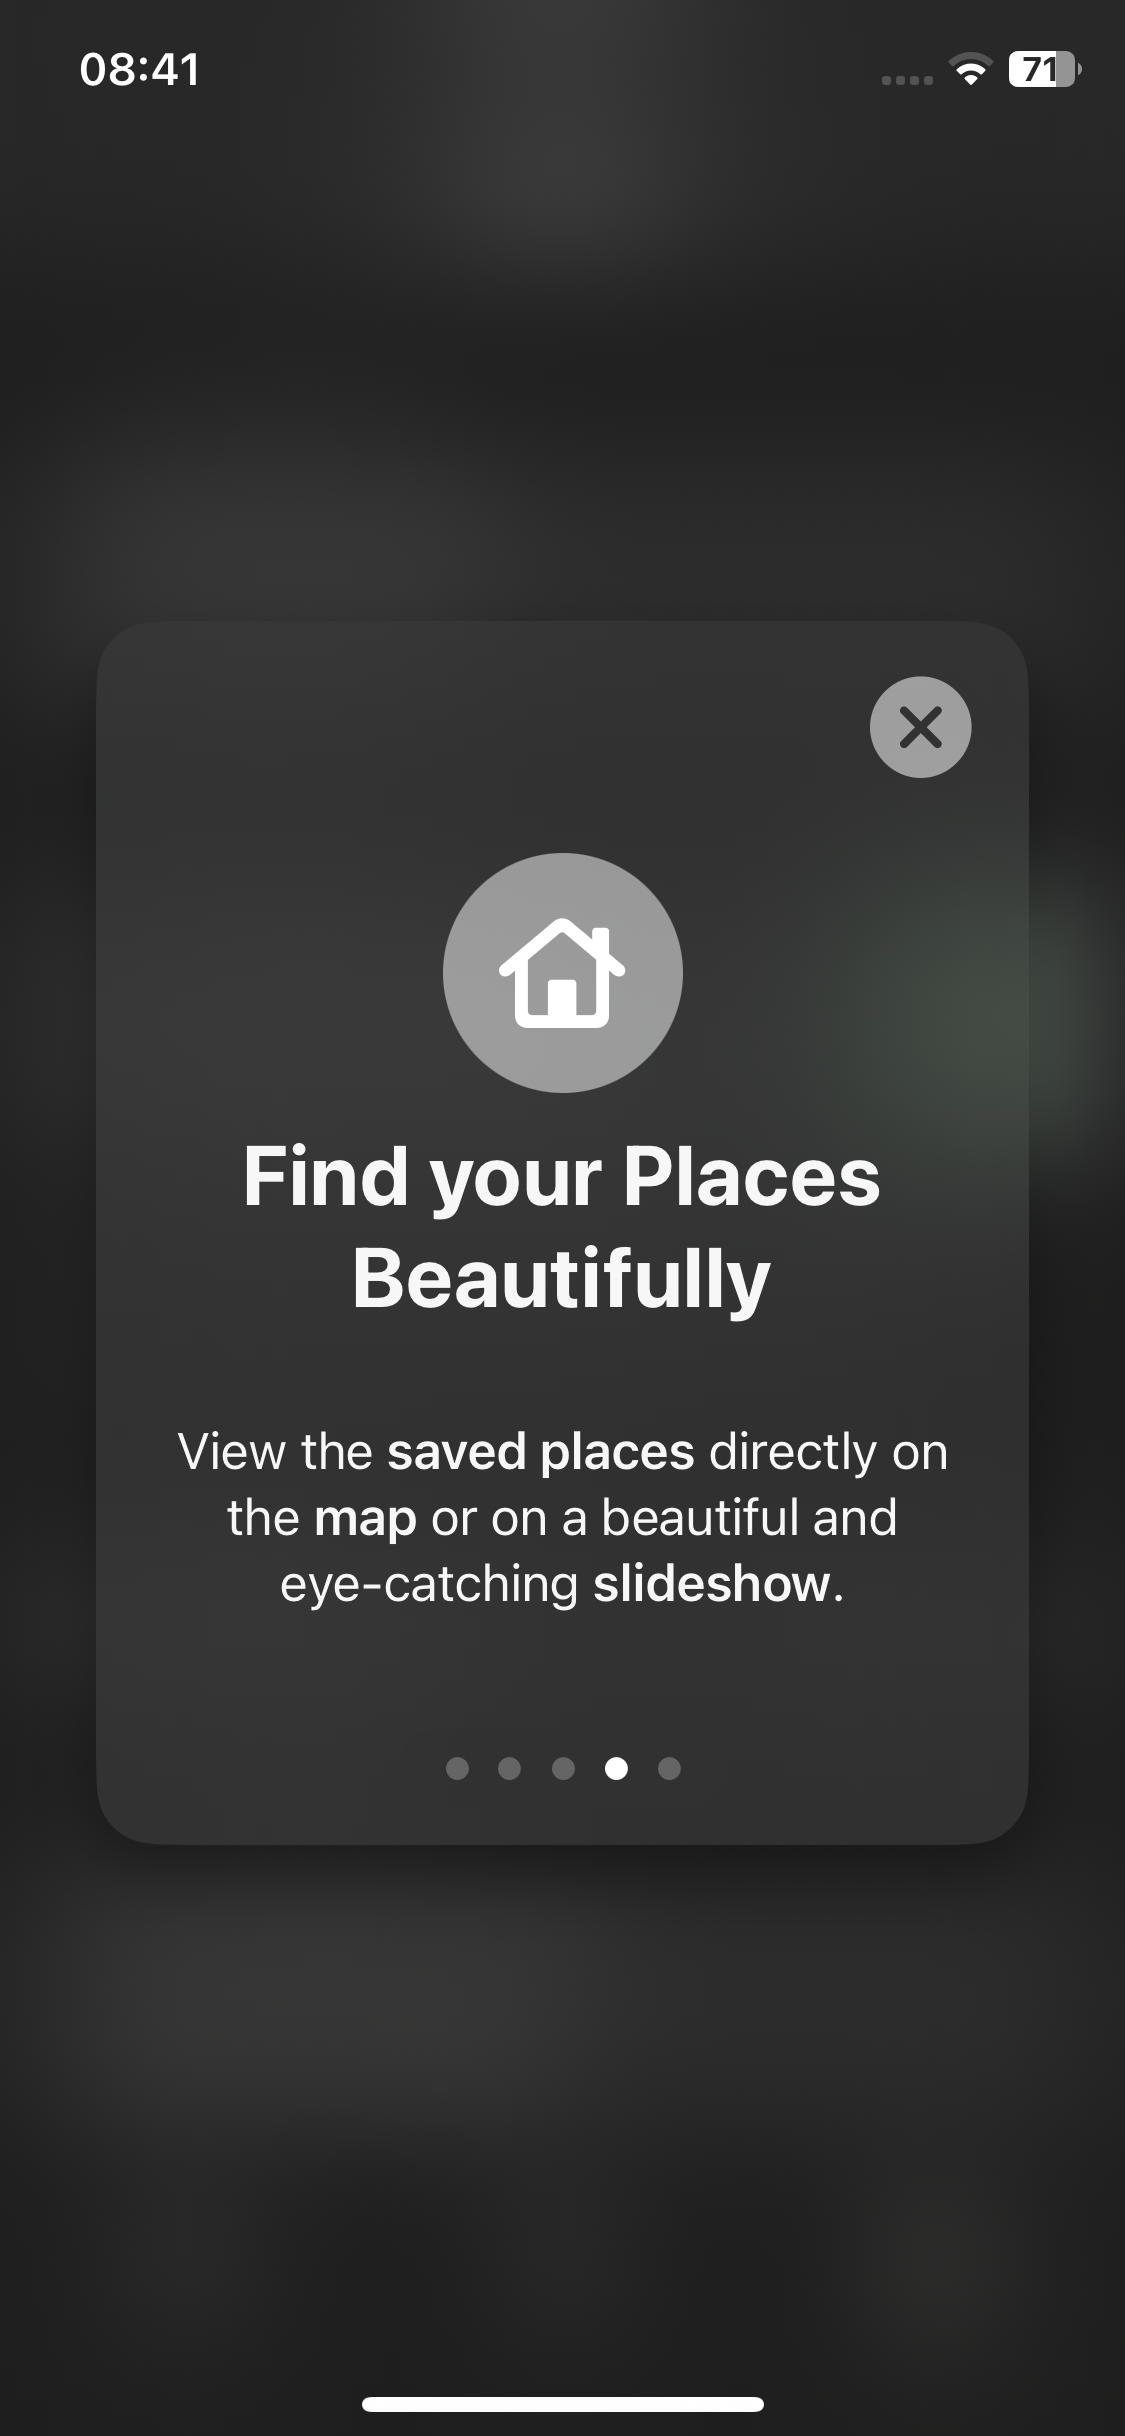 08:41
71
Find your Places
Beautifully
View the saved places directly on
the map or on a beautiful and
eye-catching slideshow.